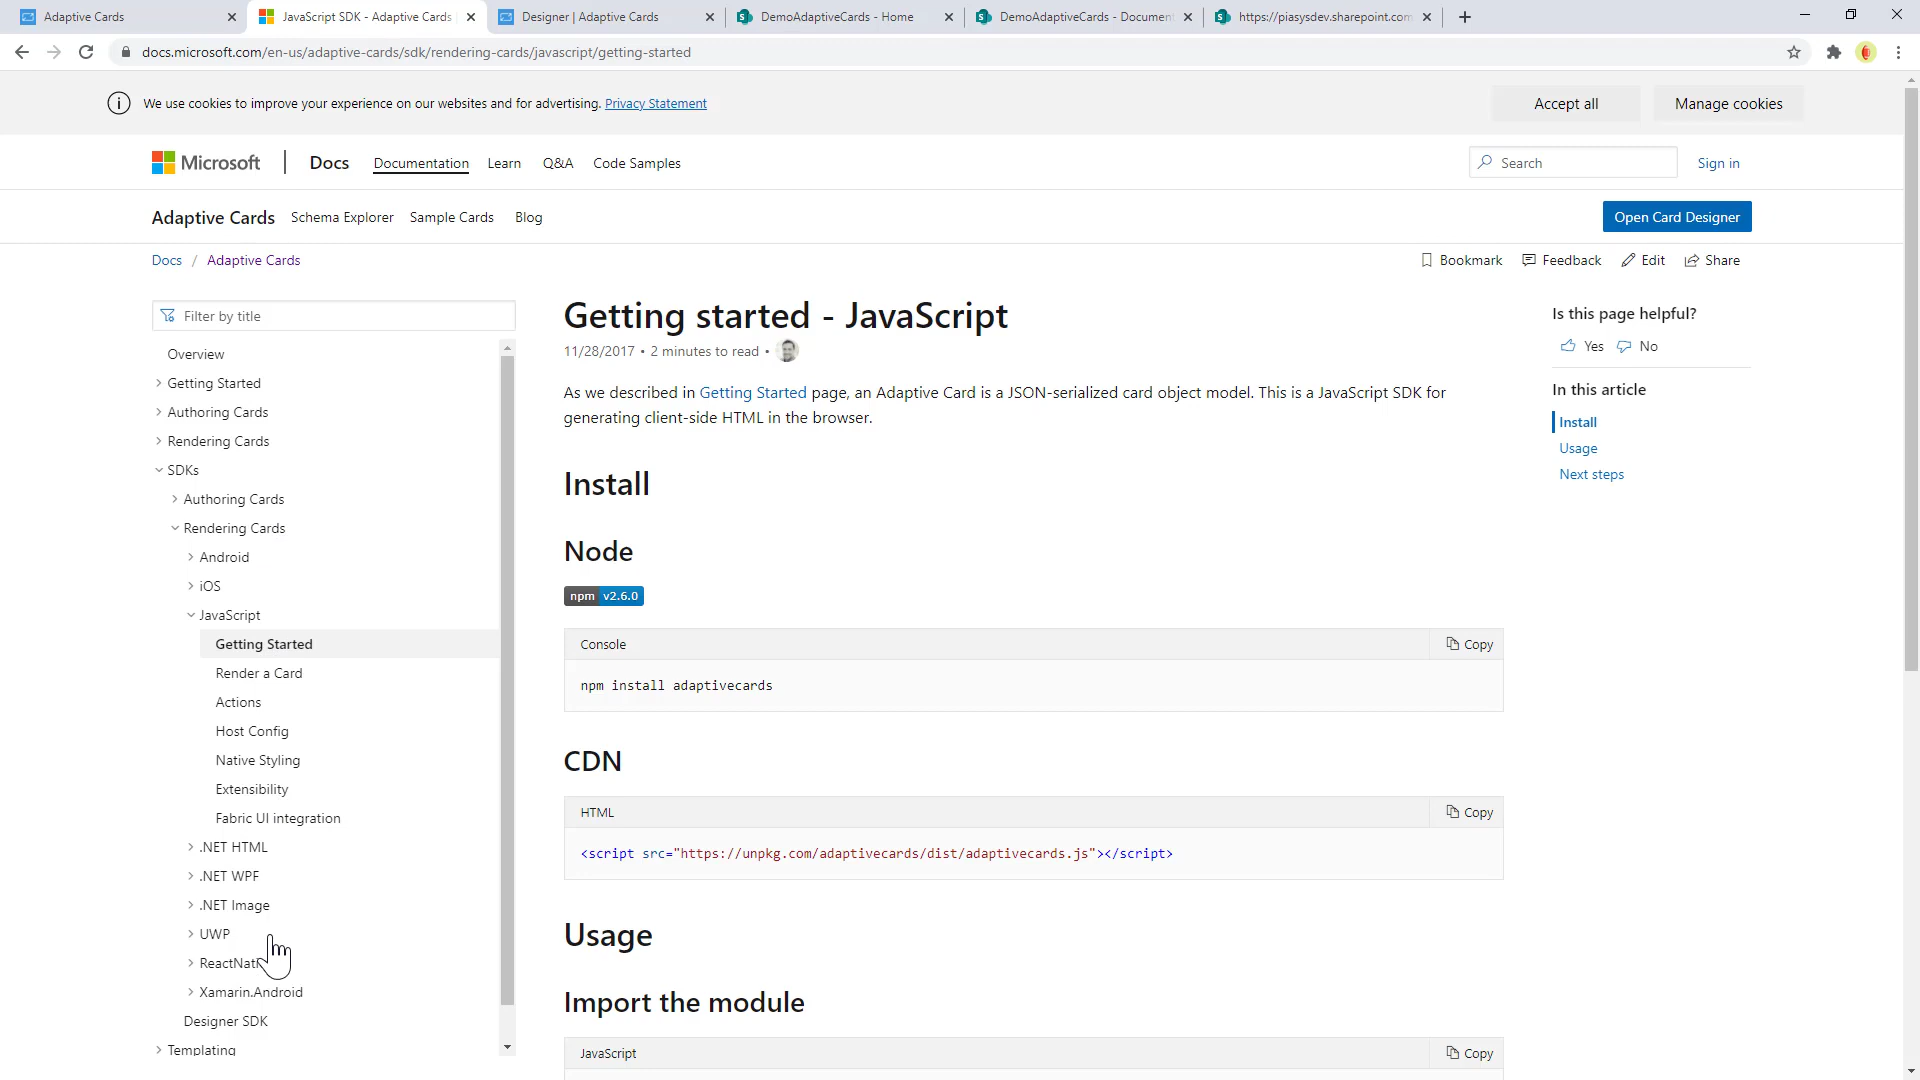 Adaptive Cards
JavaScript SDK - Adaptive Cards
Designer | Adaptive Cards
DemoAdaptiveCards - Home
DemoAdaptiveCards - Documen
https://piasysdev.sharepoint.com
docs.microsoft.com/en-us/adaptive-cards/sdk/rendering-cards/javascript/getting-started
We use cookies to improve your experience on our websites and for advertising. Privacy Statement
Accept all
Manage cookies
Microsoft
Docs
Documentation
Learn
Q&A
Code Samples
Search
Sign in
Adaptive Cards
Schema Explorer
Sample Cards
Blog
Open Card Designer
Docs / Adaptive Cards
Bookmark
Feedback
Edit
Share
Filter by title
Overview
Getting Started
Authoring Cards
Rendering Cards
SDKs
Authoring Cards
Rendering Cards
Android
iOS
JavaScript
Getting Started
Render a Card
Actions
Host Config
Native Styling
Extensibility
Fabric UI integration
.NET HTML
.NET WPF
.NET Image
UWP
ReactNati
Xamarin.Android
Designer SDK
Templating
Getting started - JavaScript
11/28/2017 • 2 minutes to read •
As we described in Getting Started page, an Adaptive Card is a JSON-serialized card object model. This is a JavaScript SDK for
generating client-side HTML in the browser.
Install
Node
npm v2.6.0
Console
Copy
npm install adaptivecards
CDN
HTML
Copy
<script src="https://unpkg.com/adaptivecards/dist/adaptivecards.js"></script>
Usage
Import the module
JavaScript
Copy
Is this page helpful?
Yes
No
In this article
Install
Usage
Next steps